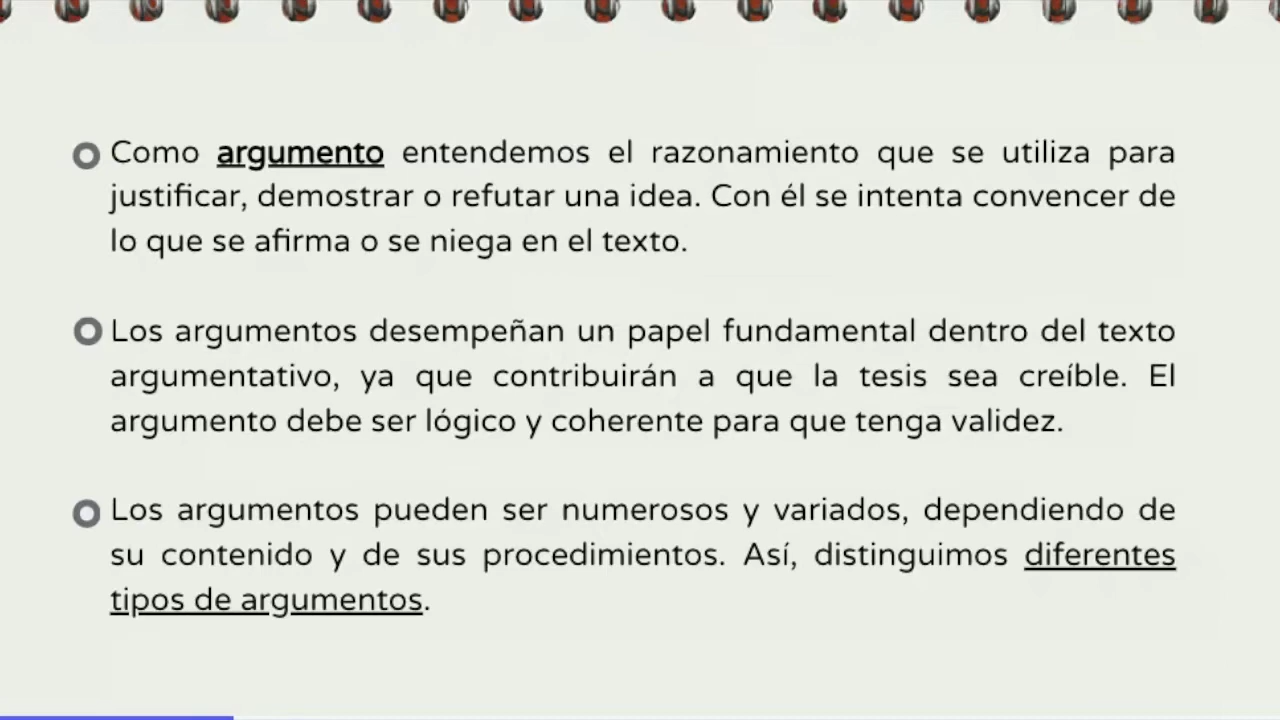 Como argumento entendemos el razonamiento que se utiliza para
justificar, demostrar o refutar una idea. Con él se intenta convencer de
lo que se afirma o se niega en el texto.
Los argumentos desempeñan un papel fundamental dentro del texto
argumentativo, ya que contribuirán a que la tesis sea creíble. El
argumento debe ser lógico y coherente para que tenga validez.
Los argumentos pueden ser numerosos y variados, dependiendo de
su contenido y de sus procedimientos. Así, distinguimos diferentes
tipos de argumentos.